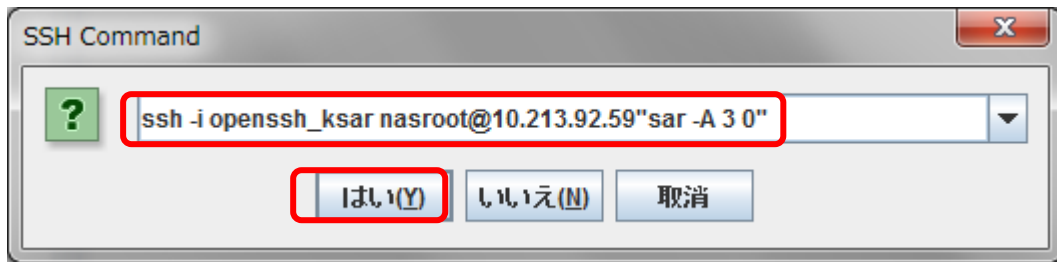 SSH Command
ssh -i openssh_ksar nasroot@10.213.92.59"sar -A 3 0"
はい(Y) いいえ(N) 取消